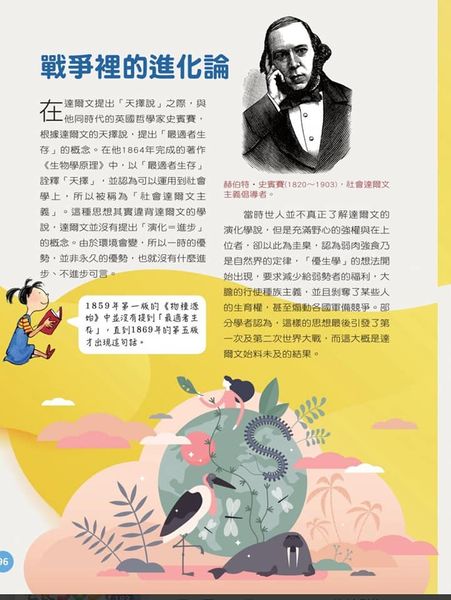 戰爭裡的進化論
在達爾文提出「天擇說」之際，與
他同時代的英國哲學家史賓賽，
根據達爾文的天擇說，提出「最適者生
存」的概念。在他1864年完成的著作
《生物學原理》中，以「最適者生存」
詮釋「天擇」，並認為可以運用到社會
學上，所以被稱為「社會達爾文主
義」。這種思想其實違背達爾文的學
說，達爾文並沒有提出「演化＝進步」
的概念。由於環境會變，所以一時的優
勢，並非永久的優勢，也就沒有什麼進
步、不進步可言。
1859年第一版的《物種源
始》中並沒有提到「最適者生
存」，直到1869年的第五版
才出現這句話。
赫伯特・史賓賽(1820～1903)，社會達爾文
主義倡導者。
當時世人並不真正了解達爾文的
演化學說，但是充滿野心的強權與在上
位者，卻以此為圭臬，認為弱肉強食乃
是自然界的定律，「優生學」的想法開
始出現，要求減少給弱勢者的福利，大
膽的行使種族主義，並且剝奪了某些人
的生育權，甚至煽動各國軍備競爭。部
分學者認為，這樣的思想最後引發了第
一次及第二次世界大戰，而這大概是達
爾文始料未及的結果。
96